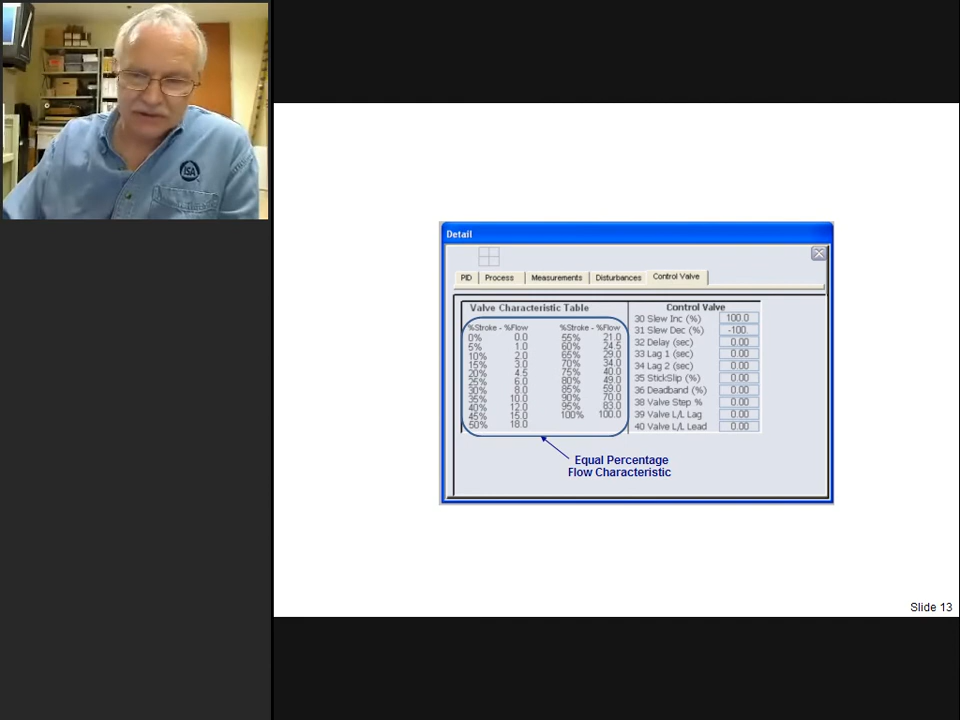 ISA
Detail
PID Process Measurements Disturbances Control Valve
Valve Characteristic Table
%Stroke - %Flow %Stroke - %Flow
0% 0.0 55% 21.0
5% 1.0 60% 24.5
10% 2.0 65% 29.0
15% 3.0 70% 34.0
20% 4.5 75% 40.0
25% 6.0 80% 49.0
30% 8.0 85% 59.0
35% 10.0 90% 70.0
40% 12.0 95% 83.0
45% 15.0 100% 100.0
50% 18.0
Control Valve
30 Slew Inc (%) 100.0
31 Slew Dec (%) -100.
32 Delay (sec) 0.00
33 Lag 1 (sec) 0.00
34 Lag 2 (sec) 0.00
35 StickSlip (%) 0.00
36 Deadband (%) 0.00
38 Valve Step % 0.00
39 Valve L/L Lag 0.00
40 Valve L/L Lead 0.00
Equal Percentage
Flow Characteristic
Slide 13